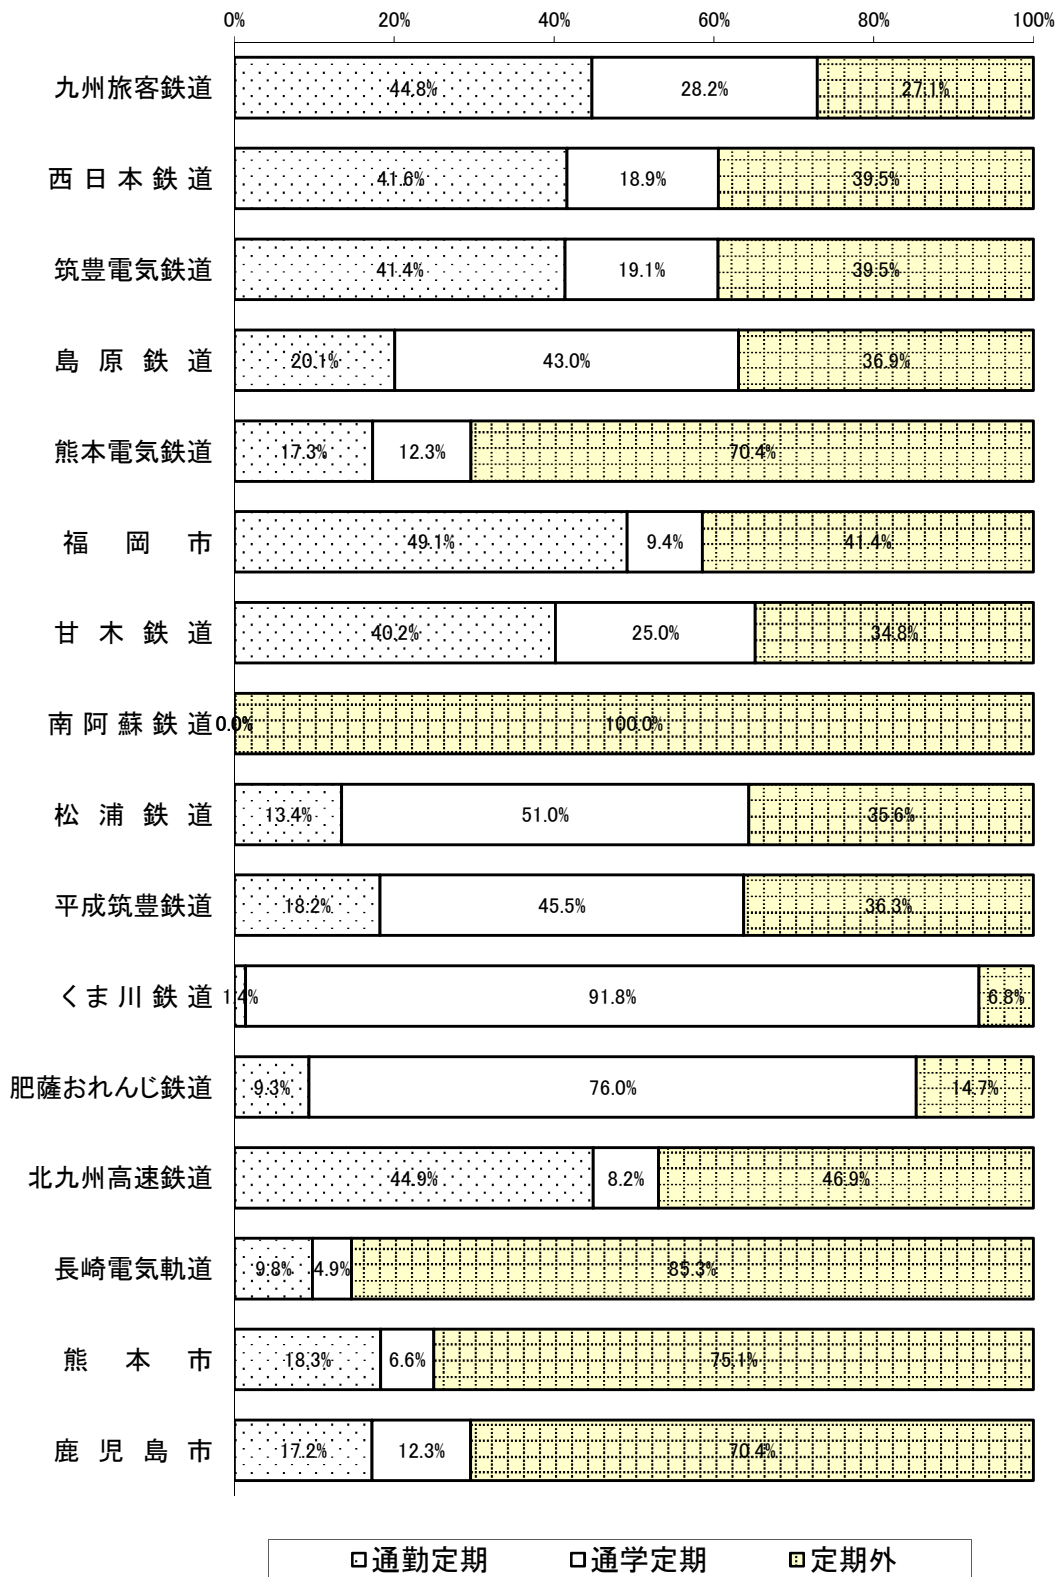 0% 20% 40% 60% 80% 100%
九州旅客鉄道 44.8% 28.2% 27.1%
西日本鉄道 41.6% 18.9% 39.5%
筑豊電気鉄道 41.4% 19.1% 39.5%
島原鉄道 20.1% 43.0% 36.9%
熊本電気鉄道 17.3% 12.3% 70.4%
福岡市 49.1% 9.4% 41.4%
甘木鉄道 40.2% 25.0% 34.8%
南阿蘇鉄道 0.0% 100.0%
松浦鉄道 13.4% 51.0% 35.6%
平成筑豊鉄道 18.2% 45.5% 36.3%
くま川鉄道 1.4% 91.8% 6.8%
肥薩おれんじ鉄道 9.3% 76.0% 14.7%
北九州高速鉄道 44.9% 8.2% 46.9%
長崎電気軌道 9.8% 4.9% 85.3%
熊本市 18.3% 6.6% 75.1%
鹿児島市 17.2% 12.3% 70.4%
通勤定期 通学定期 定期外